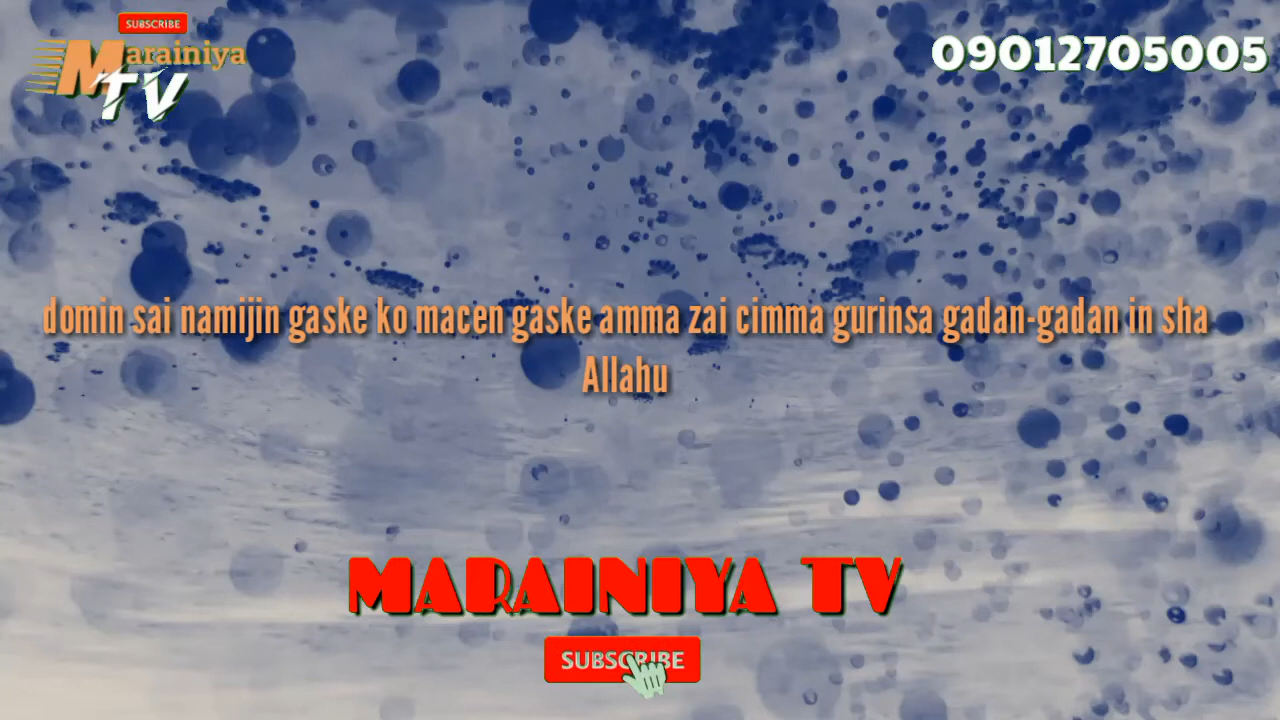 SUBSCRIBE
Marainiya
TV
09012705005
domin sai namijin gaske ko macen gaske amma zai cimma gurinsa gadan-gadan in sha
Allahu
MARAINIYA TV
SUBSCRIBE